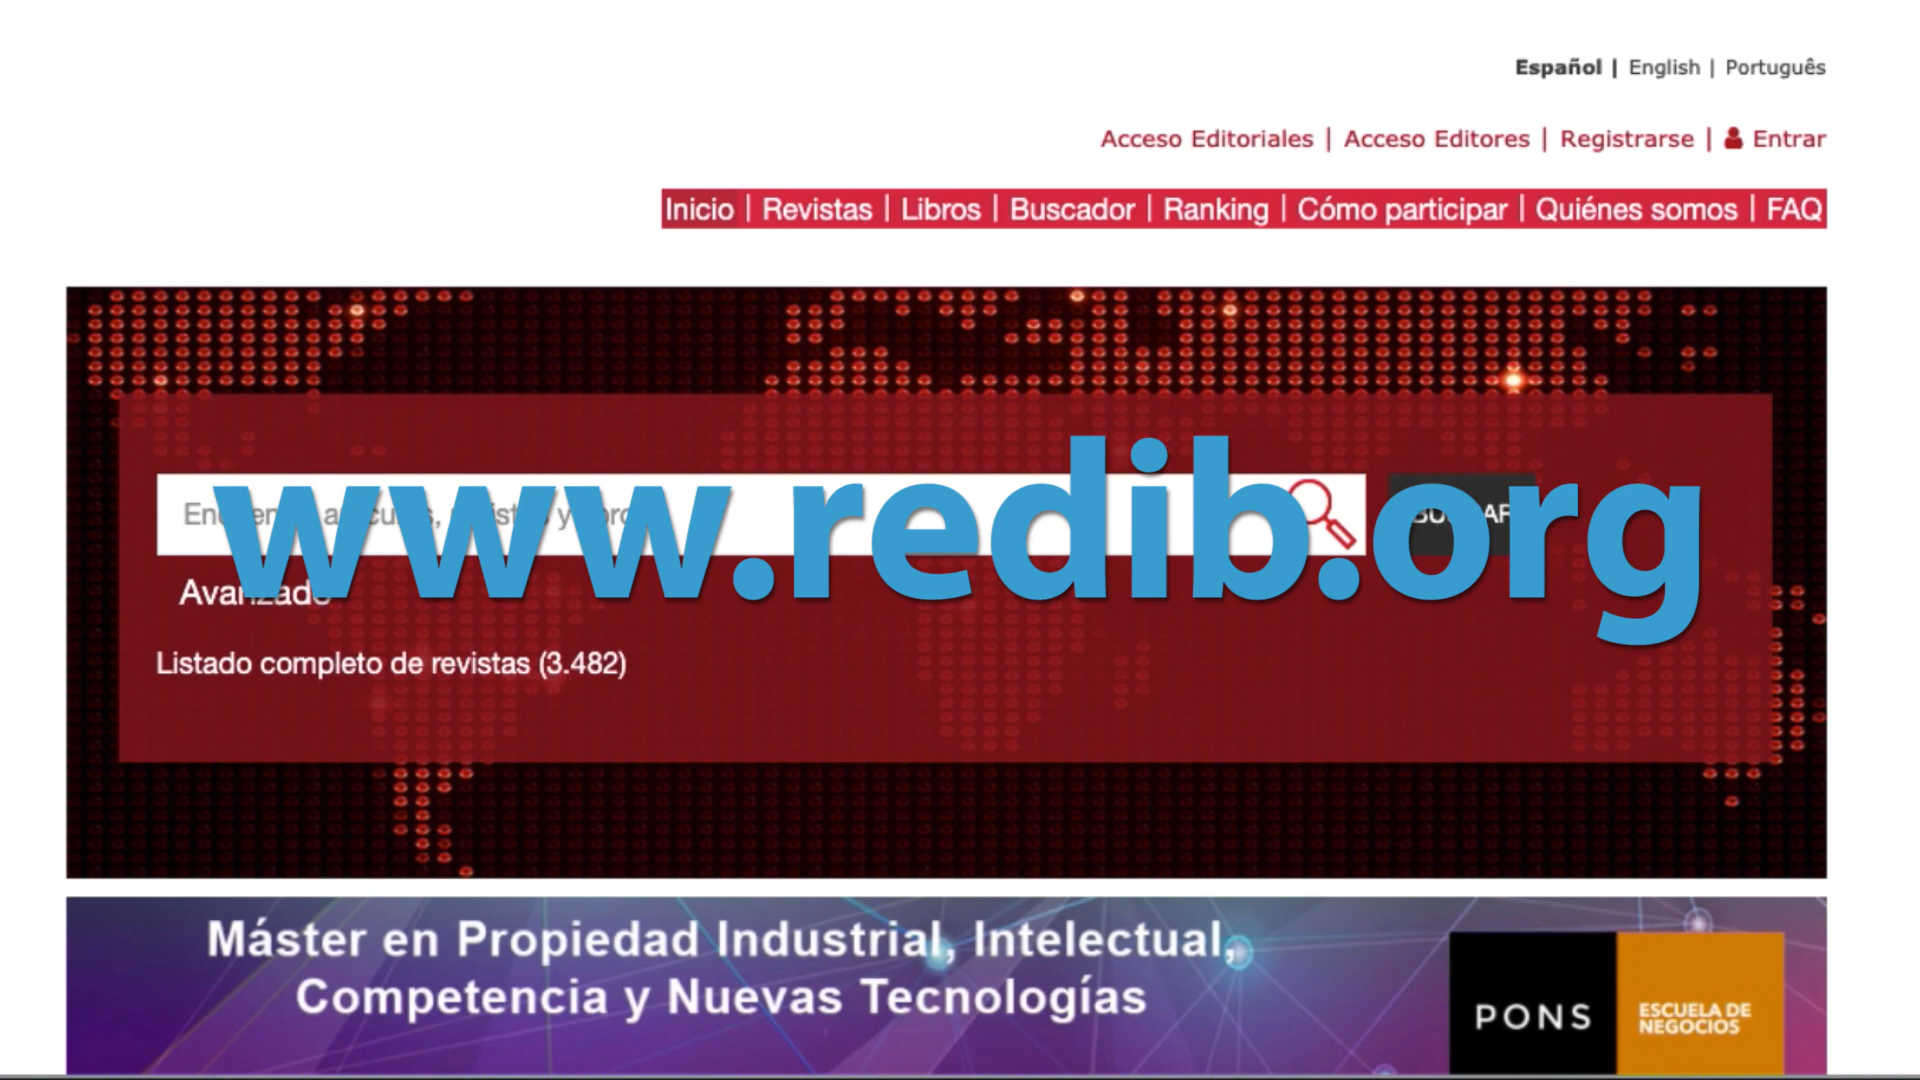 Español | English | Português
Acceso Editoriales | Acceso Editores | Registrarse | Entrar
Inicio | Revistas | Libros | Buscador | Ranking | Cómo participar | Quiénes somos | FAQ
www.redib.org
Avanzado
Listado completo de revistas (3.482)
Máster en Propiedad Industrial, Intelectual,
Competencia y Nuevas Tecnologías
PONS
ESCUELA DE
NEGOCIOS